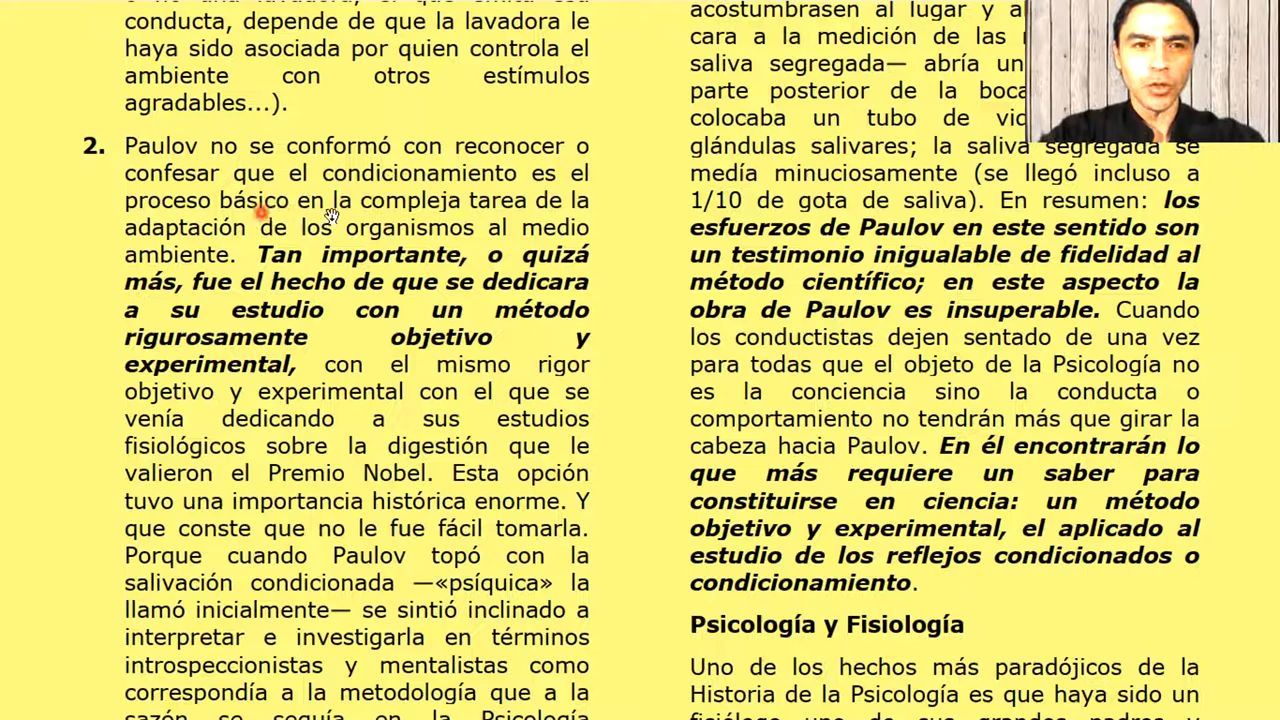 conducta, depende de que la lavadora le
haya sido asociada por quien controla el
ambiente con otros estímulos
agradables...).
2. Paulov no se conformó con reconocer o
confesar que el condicionamiento es el
proceso básico en la compleja tarea de la
adaptación de los organismos al medio
ambiente. Tan importante, o quizá
más, fue el hecho de que se dedicara
a su estudio con un método
rigurosamente objetivo y
experimental, con el mismo rigor
objetivo y experimental con el que se
venía dedicando a sus estudios
fisiológicos sobre la digestión que le
valieron el Premio Nobel. Esta opción
tuvo una importancia histórica enorme. Y
que conste que no le fue fácil tomarla.
Porque cuando Paulov topó con la
salivación condicionada —«psíquica» la
llamó inicialmente— se sintió inclinado a
interpretar e investigarla en términos
introspeccionistas y mentalistas como
correspondía a la metodología que a la
sazón se seguía en la Psicología
acostumbrasen al lugar y
cara a la medición de las
saliva segregada— abría un
parte posterior de la boca
colocaba un tubo de
glándulas salivares; la saliva segregada se
medía minuciosamente (se llegó incluso a
1/10 de gota de saliva). En resumen: los
esfuerzos de Paulov en este sentido son
un testimonio inigualable de fidelidad al
método científico; en este aspecto la
obra de Paulov es insuperable. Cuando
los conductistas dejen sentado de una vez
para todas que el objeto de la Psicología no
es la conciencia sino la conducta o
comportamiento no tendrán más que girar la
cabeza hacia Paulov. En él encontrarán lo
que más requiere un saber para
constituirse en ciencia: un método
objetivo y experimental, el aplicado al
estudio de los reflejos condicionados o
condicionamiento.
Psicología y Fisiología
Uno de los hechos más paradójicos de la
Historia de la Psicología es que haya sido un
fisiólogo uno de sus grandes padres y